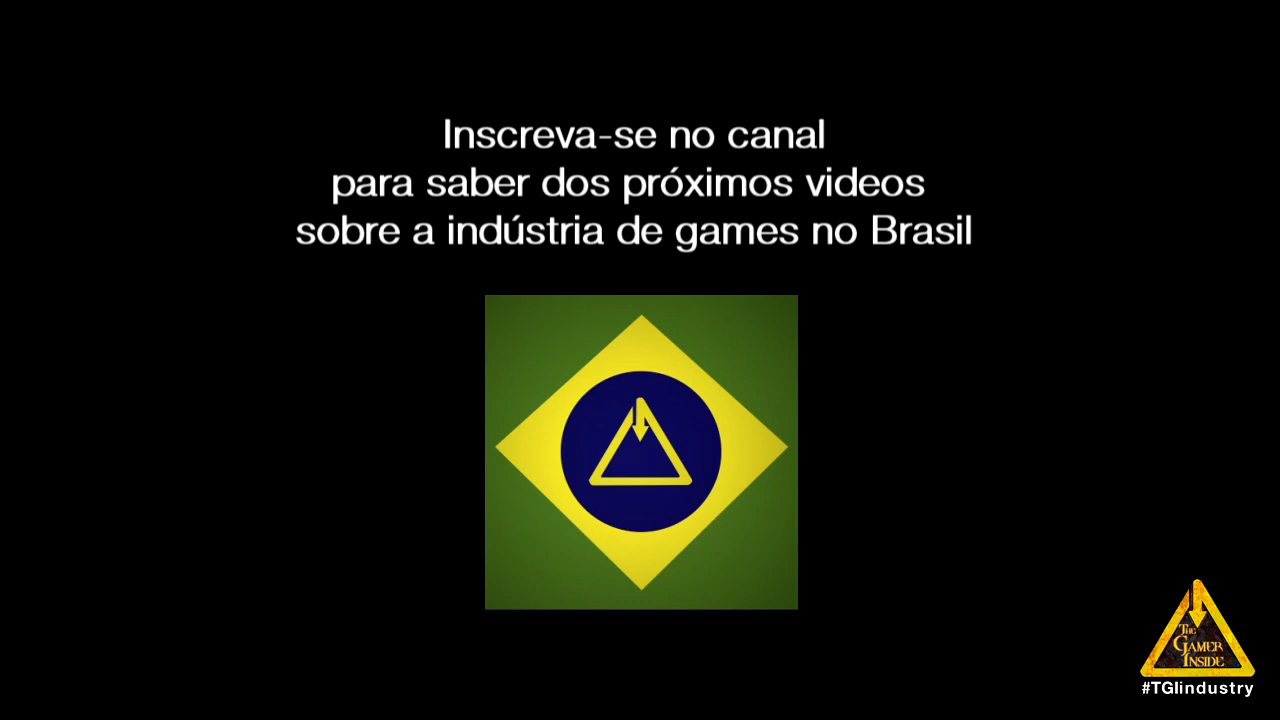 Inscreva-se no canal
para saber dos próximos videos
sobre a indústria de games no Brasil
The
Gamer
Inside
#TGIindustry